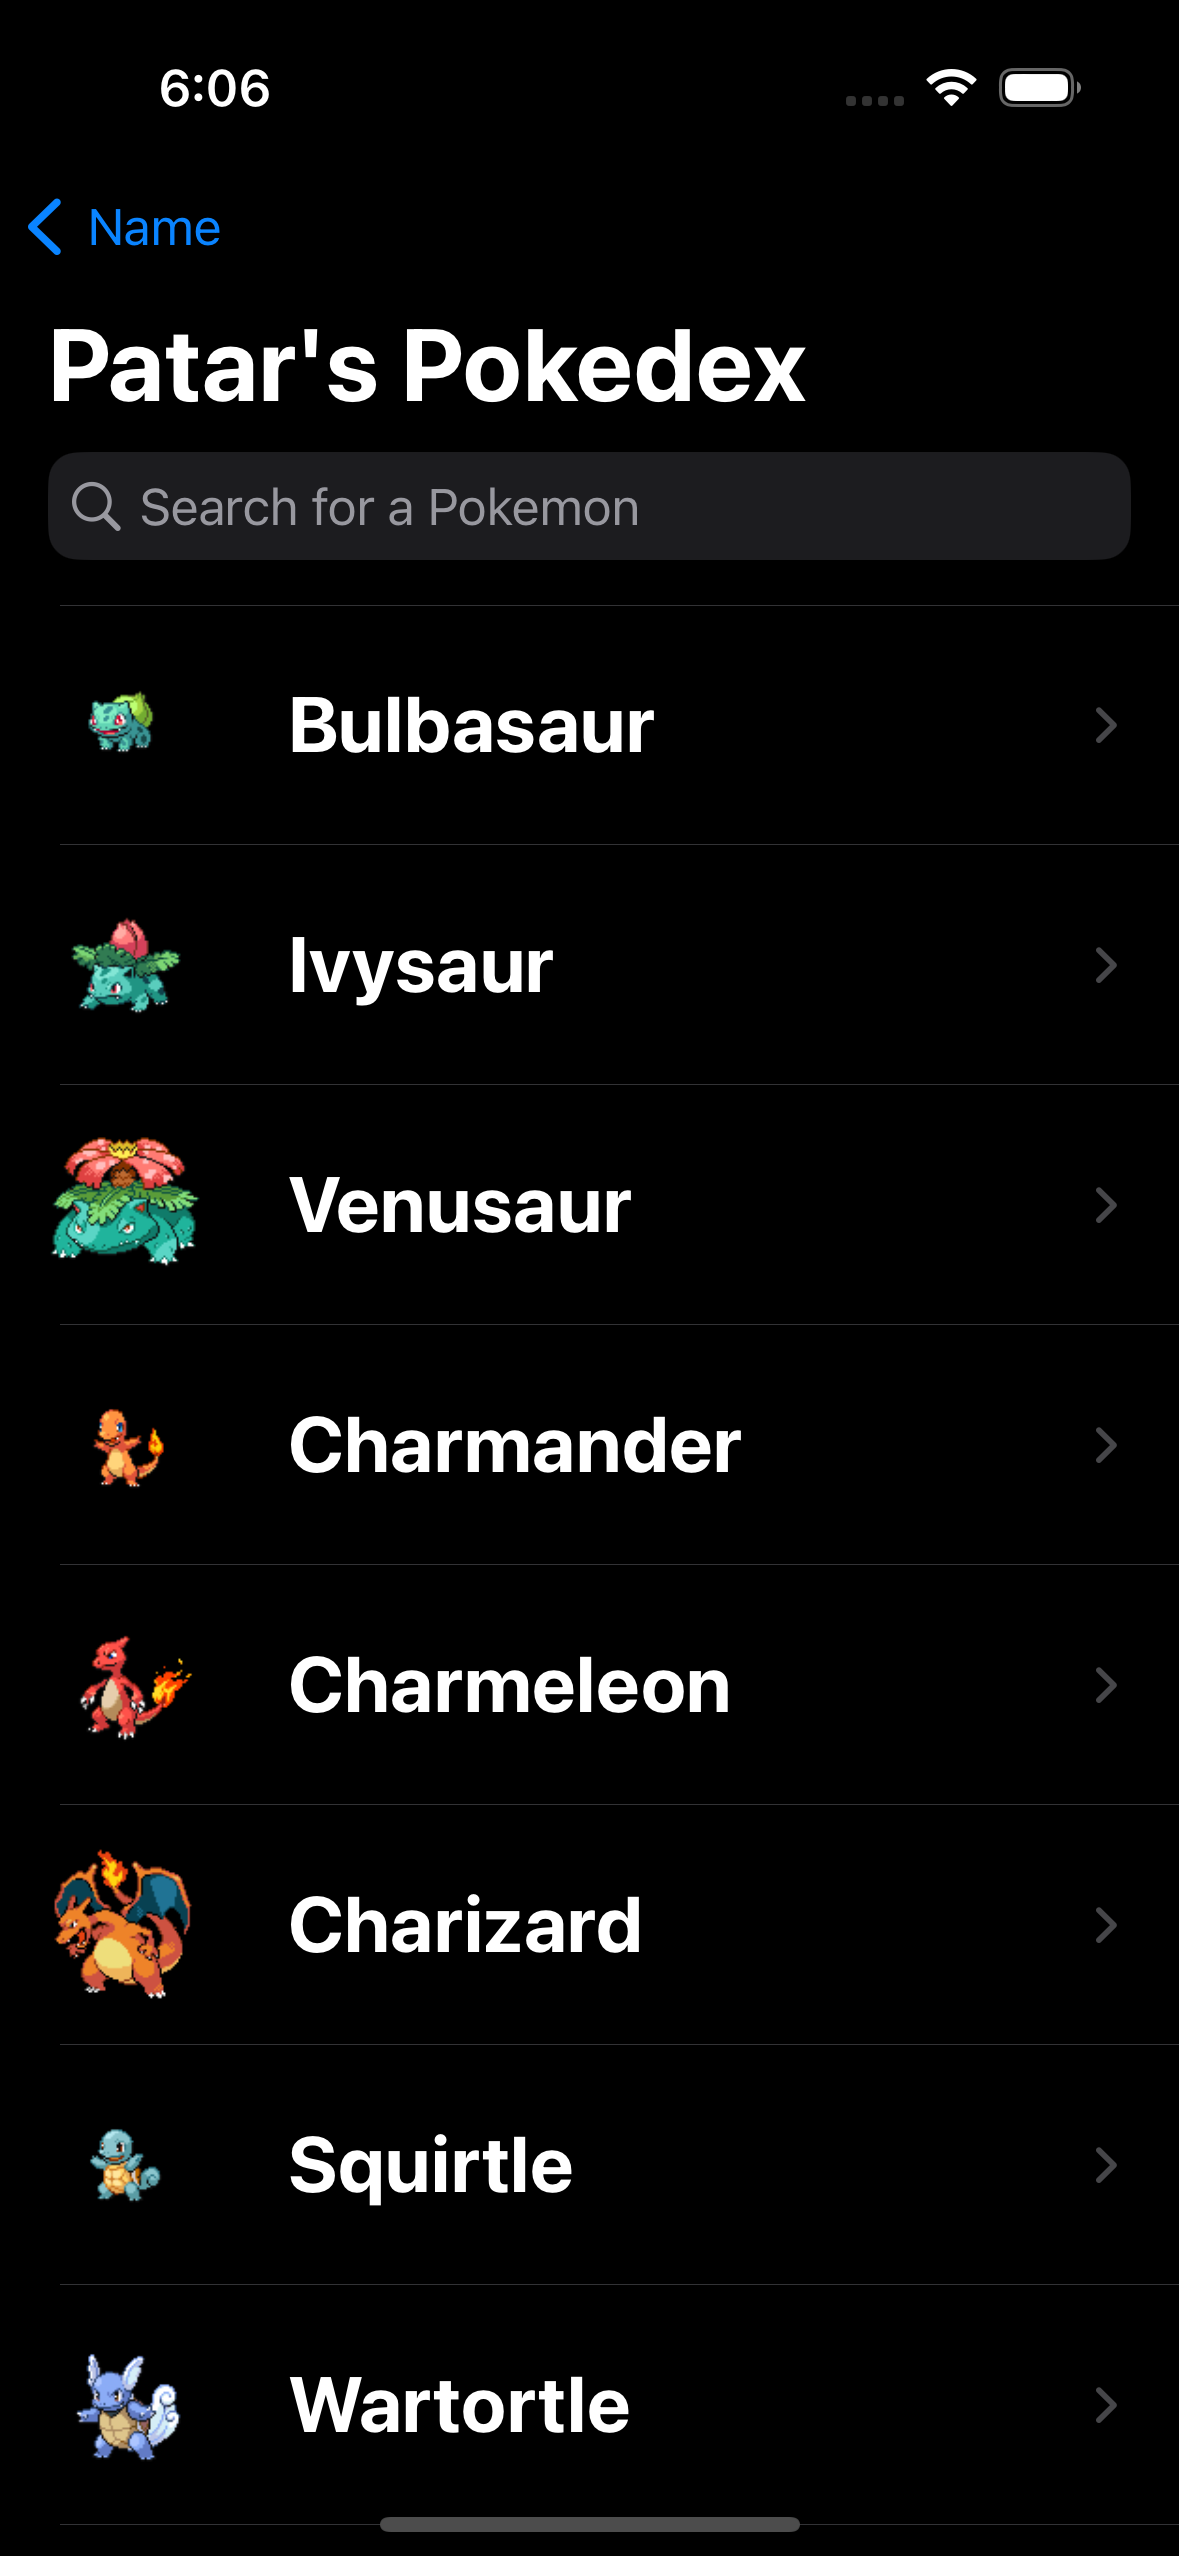 6:06
Name
Patar's Pokedex
Search for a Pokemon
Bulbasaur
Ivysaur
Venusaur
Charmander
Charmeleon
Charizard
Squirtle
Wartortle